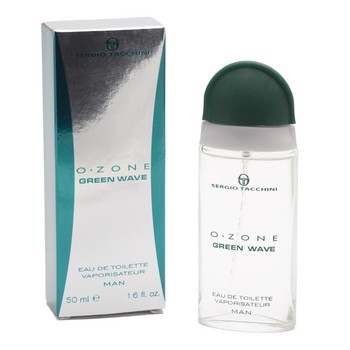 SERGIO TACCHINI
O·ZONE
GREEN WAVE
EAU DE TOILETTE
VAPORISATEUR
MAN
50 ml ℮ 1.6 fl. oz.
SERGIO TACCHINI
O·ZONE
GREEN WAVE
EAU DE TOILETTE
VAPORISATEUR
MAN